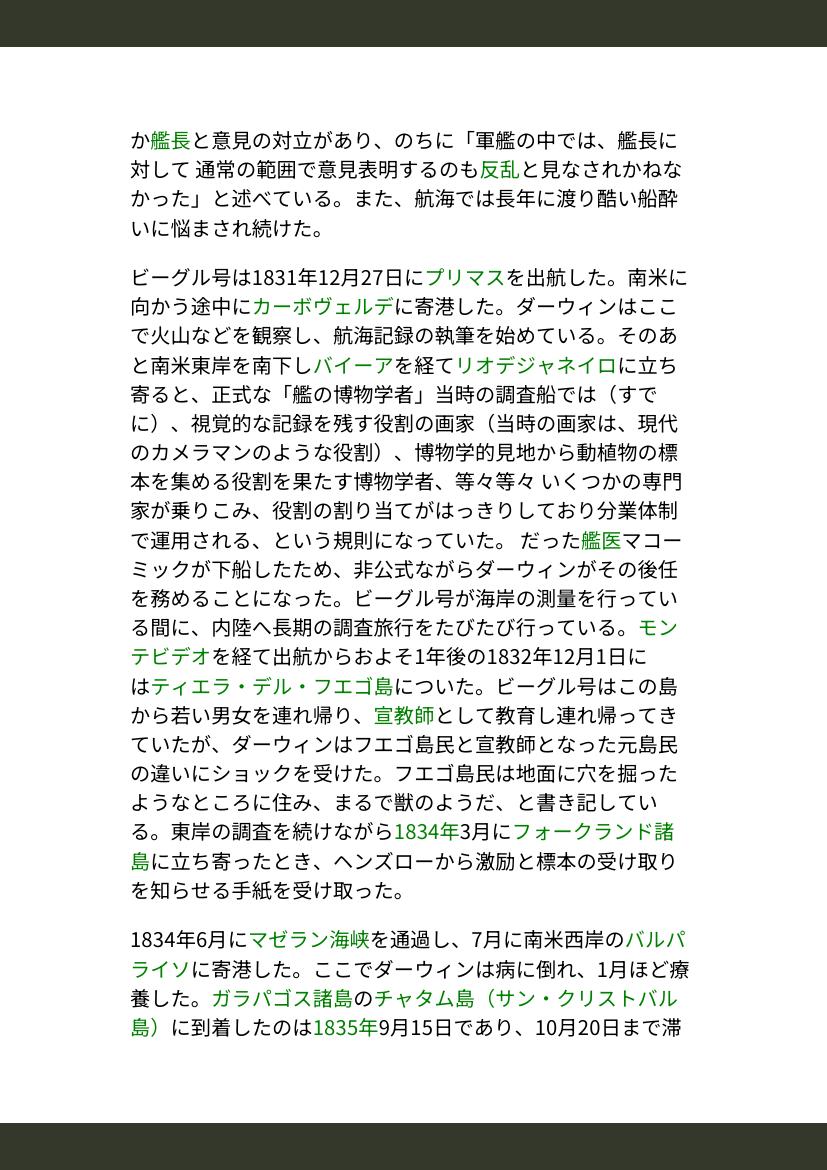 か艦長と意見の対立があり、のちに「軍艦の中では、艦長に
対して 通常の範囲で意見表明するのも反乱と見なされかねな
かった」と述べている。また、航海では長年に渡り酷い船酔
いに悩まされ続けた。
ビーグル号は1831年12月27日にプリマスを出航した。南米に
向かう途中にカーボヴェルデに寄港した。ダーウィンはここ
で火山などを観察し、航海記録の執筆を始めている。そのあ
と南米東岸を南下しバイーアを経てリオデジャネイロに立ち
寄ると、正式な「艦の博物学者」当時の調査船では（すで
に）、視覚的な記録を残す役割の画家（当時の画家は、現代
のカメラマンのような役割）、博物学的見地から動植物の標
本を集める役割を果たす博物学者、等々等々 いくつかの専門
家が乗りこみ、役割の割り当てがはっきりしており分業体制
で運用される、という規則になっていた。 だった艦医マコー
ミックが下船したため、非公式ながらダーウィンがその後任
を務めることになった。ビーグル号が海岸の測量を行ってい
る間に、内陸へ長期の調査旅行をたびたび行っている。モン
テビデオを経て出航からおよそ1年後の1832年12月1日に
はティエラ・デル・フエゴ島についた。ビーグル号はこの島
から若い男女を連れ帰り、宣教師として教育し連れ帰ってき
ていたが、ダーウィンはフエゴ島民と宣教師となった元島民
の違いにショックを受けた。フエゴ島民は地面に穴を掘った
ようなところに住み、まるで獣のようだ、と書き記してい
る。東岸の調査を続けながら1834年3月にフォークランド諸
島に立ち寄ったとき、ヘンズローから激励と標本の受け取り
を知らせる手紙を受け取った。
1834年6月にマゼラン海峡を通過し、7月に南米西岸のバルパ
ライソに寄港した。ここでダーウィンは病に倒れ、1月ほど療
養した。ガラパゴス諸島のチャタム島（サン・クリストバル
島）に到着したのは1835年9月15日であり、10月20日まで滞